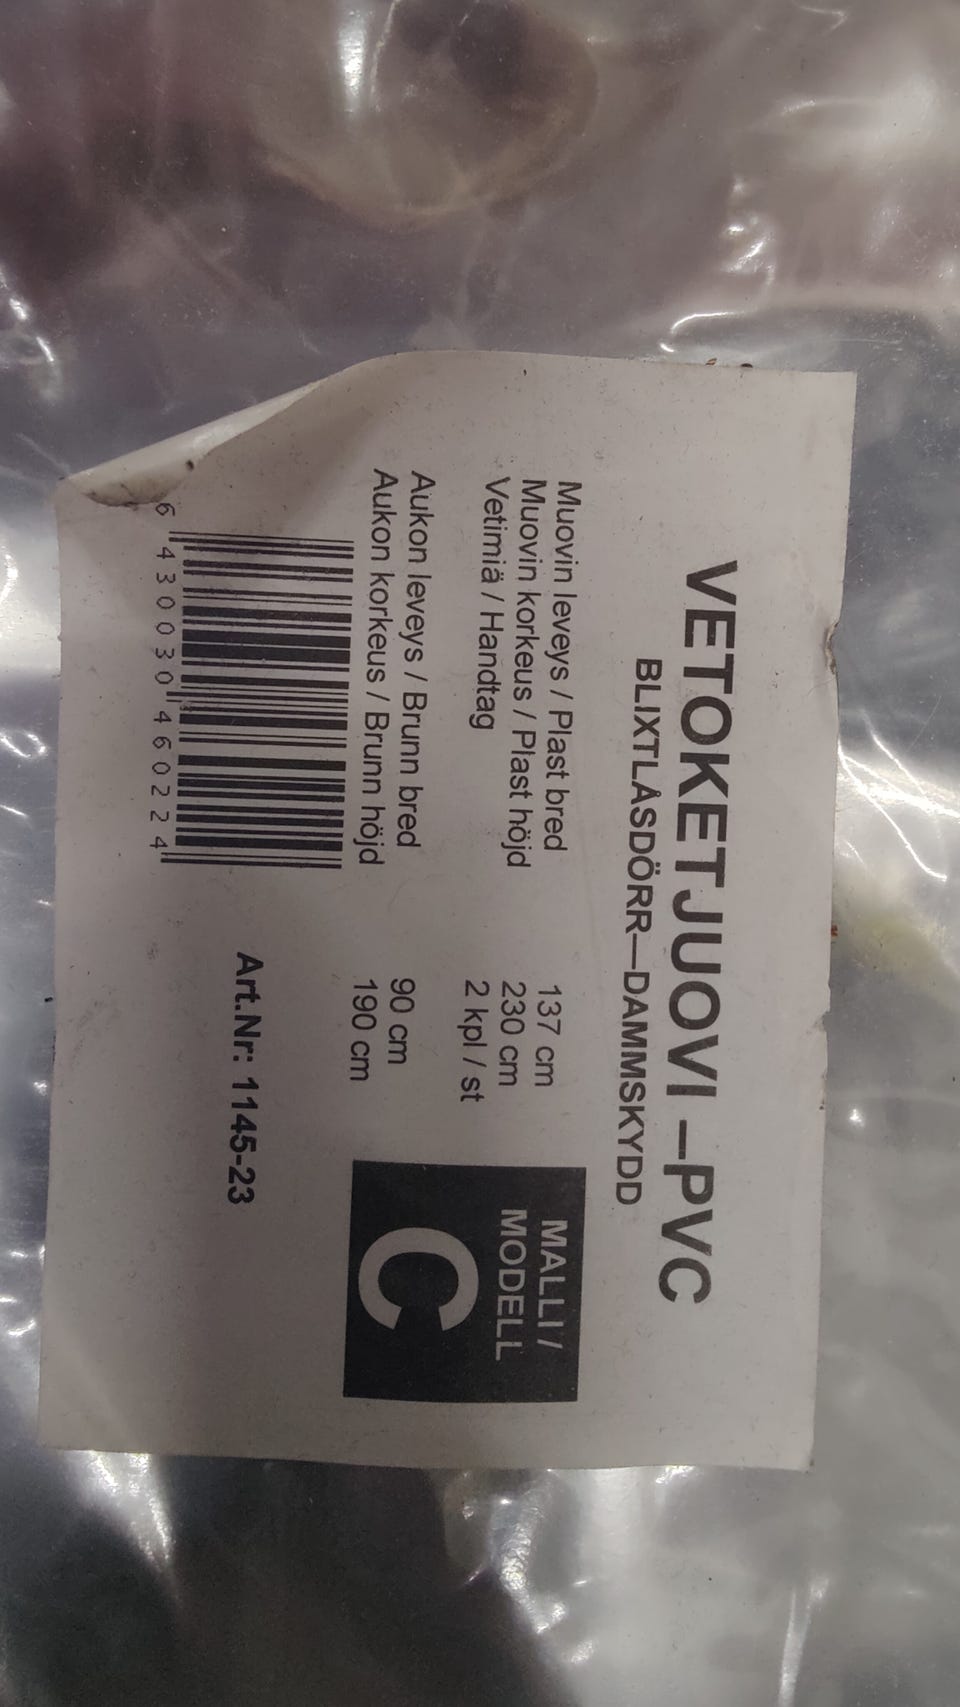 VETOKETJUOVI –PVC
BLIXTLÅSDÖRR—DAMMSKYDD
Muovin leveys / Plast bred 137 cm
Muovin korkeus / Plast höjd 230 cm
Vetimiä / Handtag 2 kpl / st
Aukon leveys / Brunn bred 90 cm
Aukon korkeus / Brunn höjd 190 cm
MALLI /
MODELL
C
6 430030 460224
Art.Nr: 1145-23